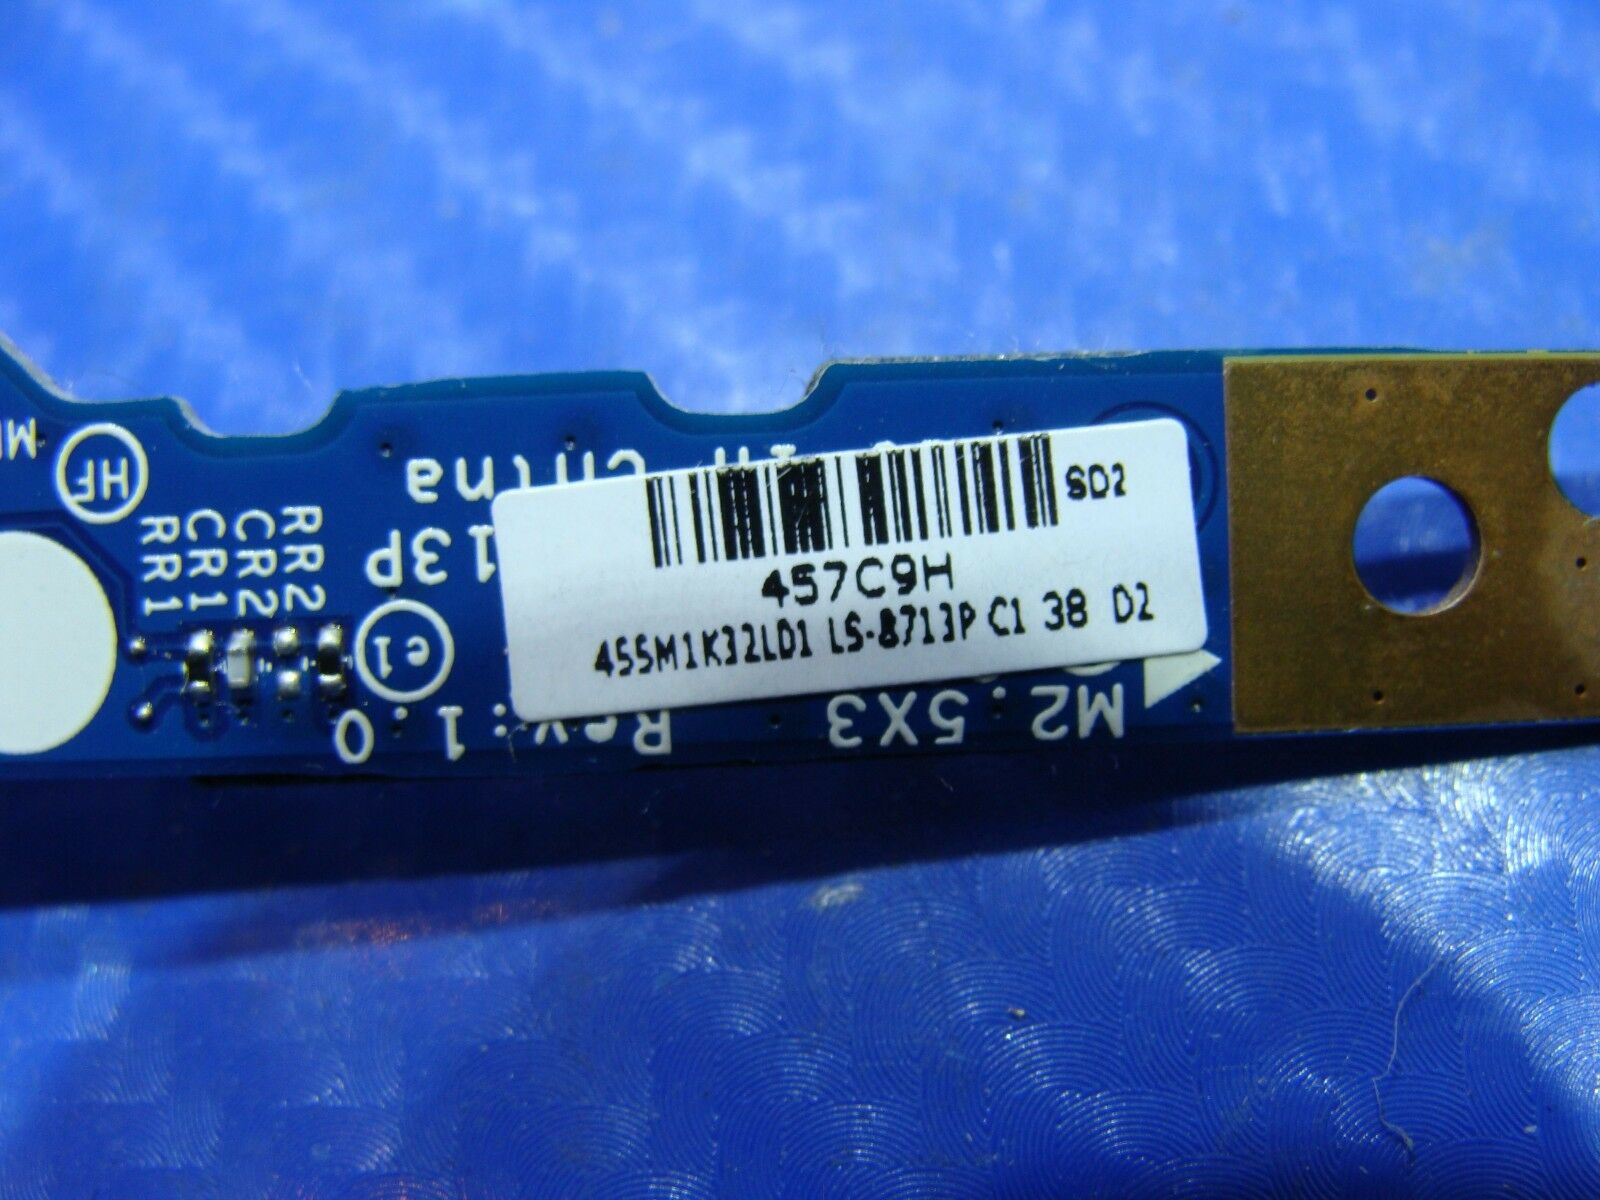 SD2
457C9H
455M1K32LD1 LS-8713P C1 38 D2
HF
RR1
CR1
CR2
RR2
13P
e1
Rev:1.0
M2.5X3